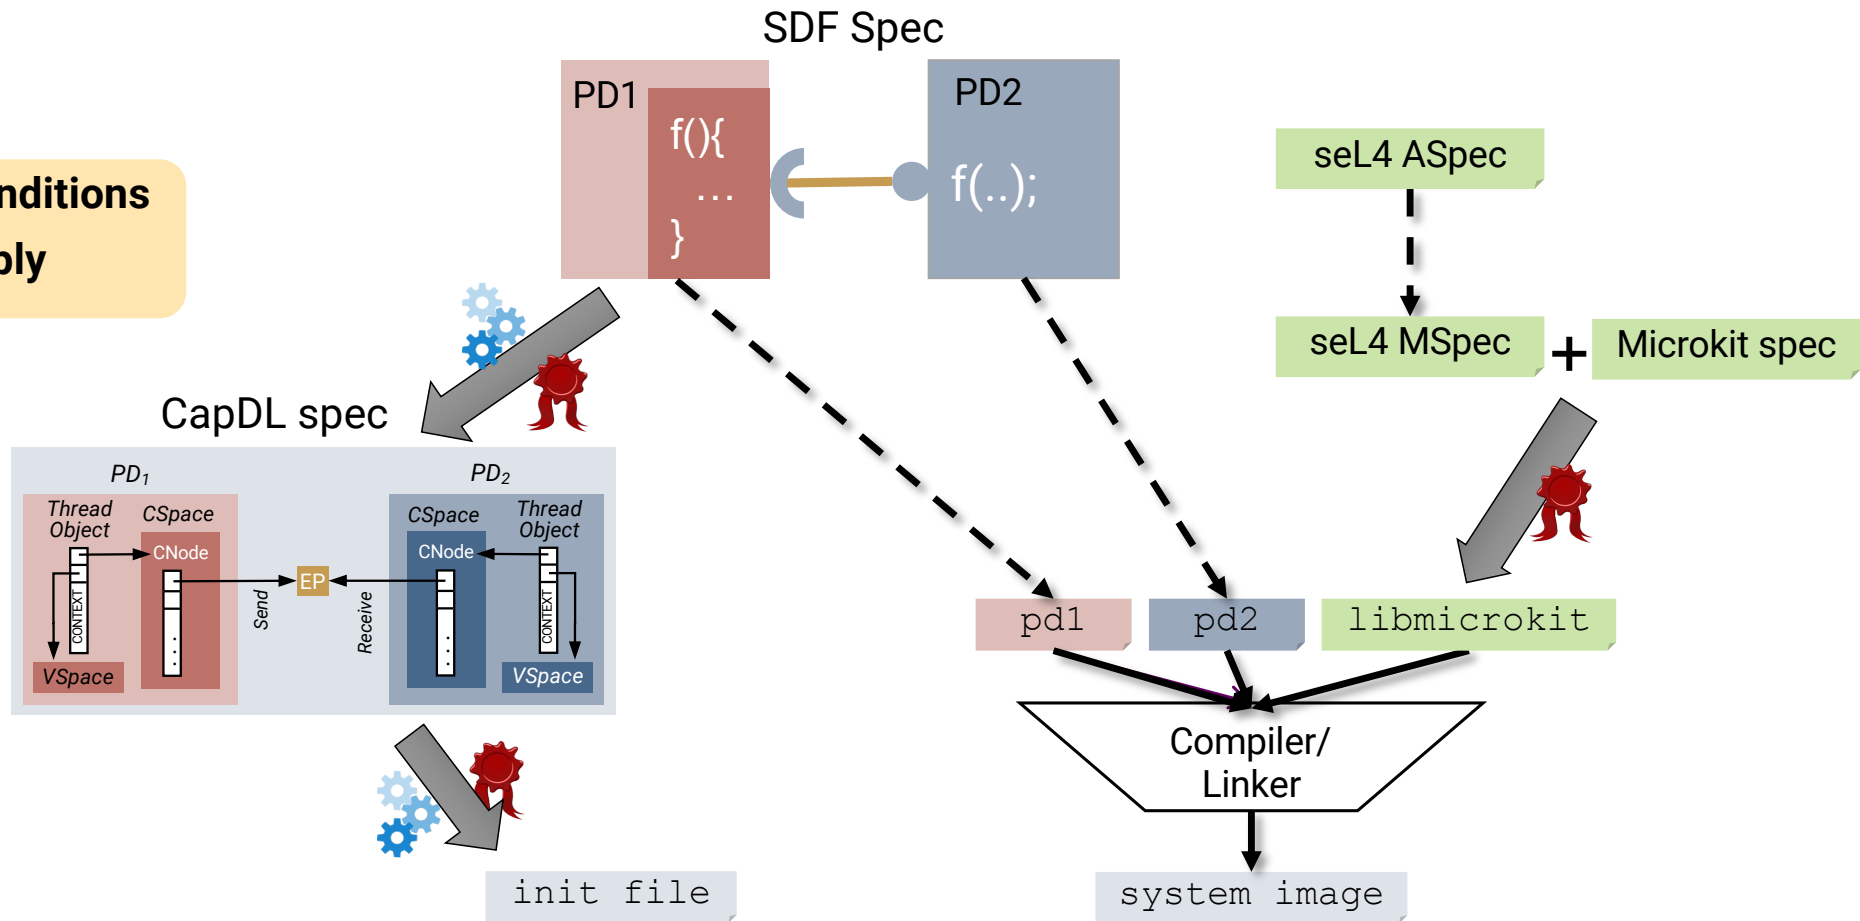 SDF Spec
PD1
f(){
...
}
PD2
f(..);
nditions
ply
seL4 ASpec
seL4 MSpec
+
Microkit spec
CapDL spec
PD1
Thread
Object
CSpace
CNode
CONTEXT
VSpace
Send
EP
Receive
PD2
CSpace
CNode
Thread
Object
CONTEXT
VSpace
pd1
pd2
libmicrokit
Compiler/
Linker
init file
system image